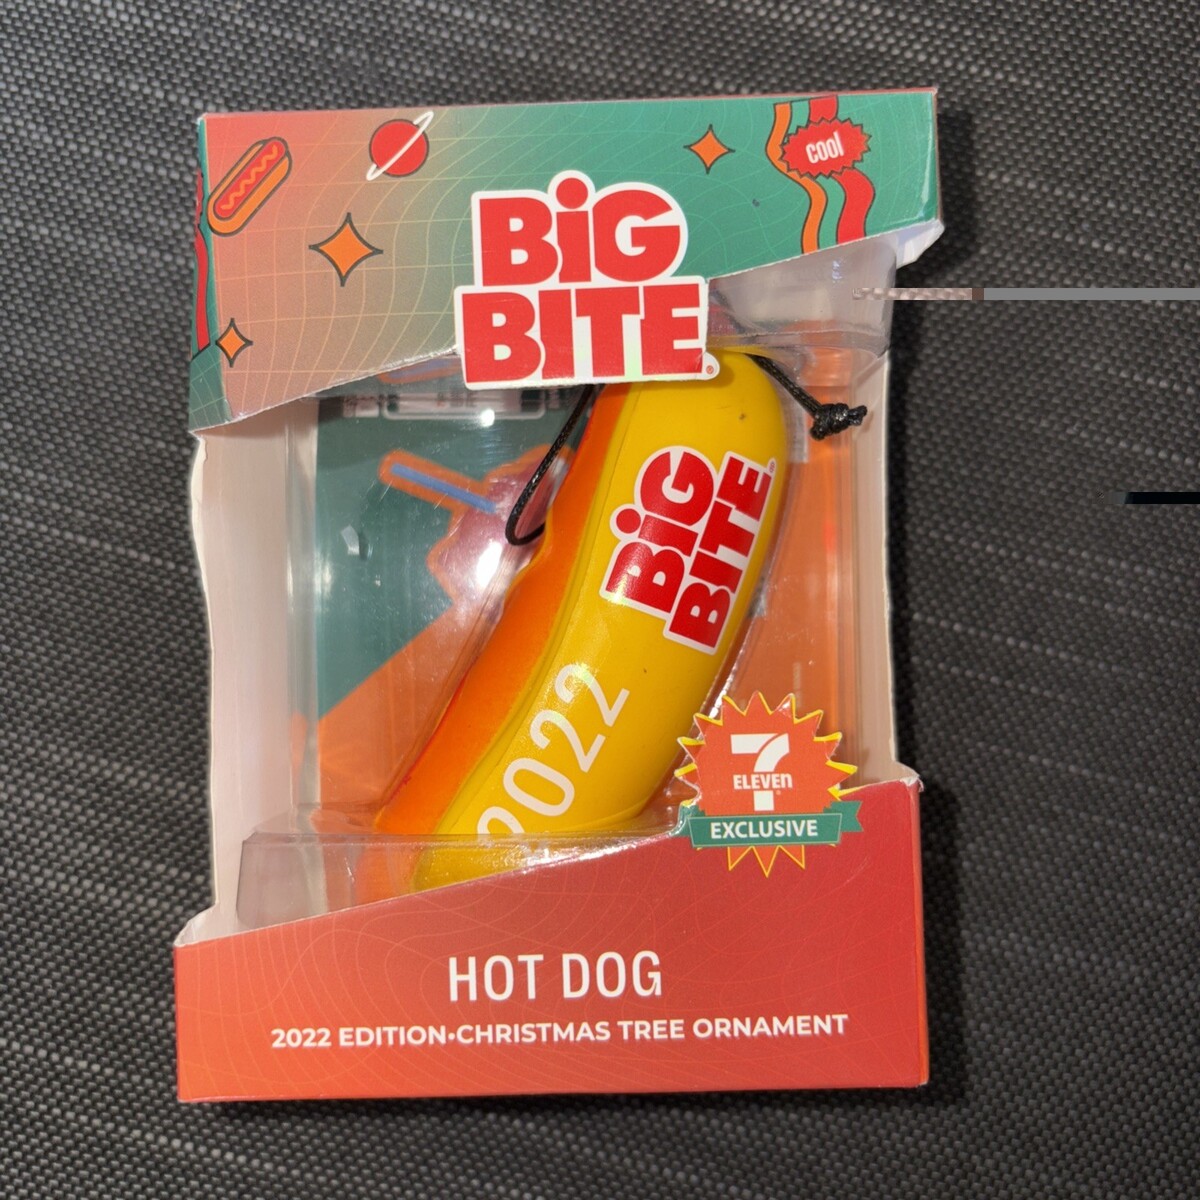 cool
BiG
BITE®
BiG
BITE®
2022
7
ELEVEn®
EXCLUSIVE
HOT DOG
2022 EDITION•CHRISTMAS TREE ORNAMENT